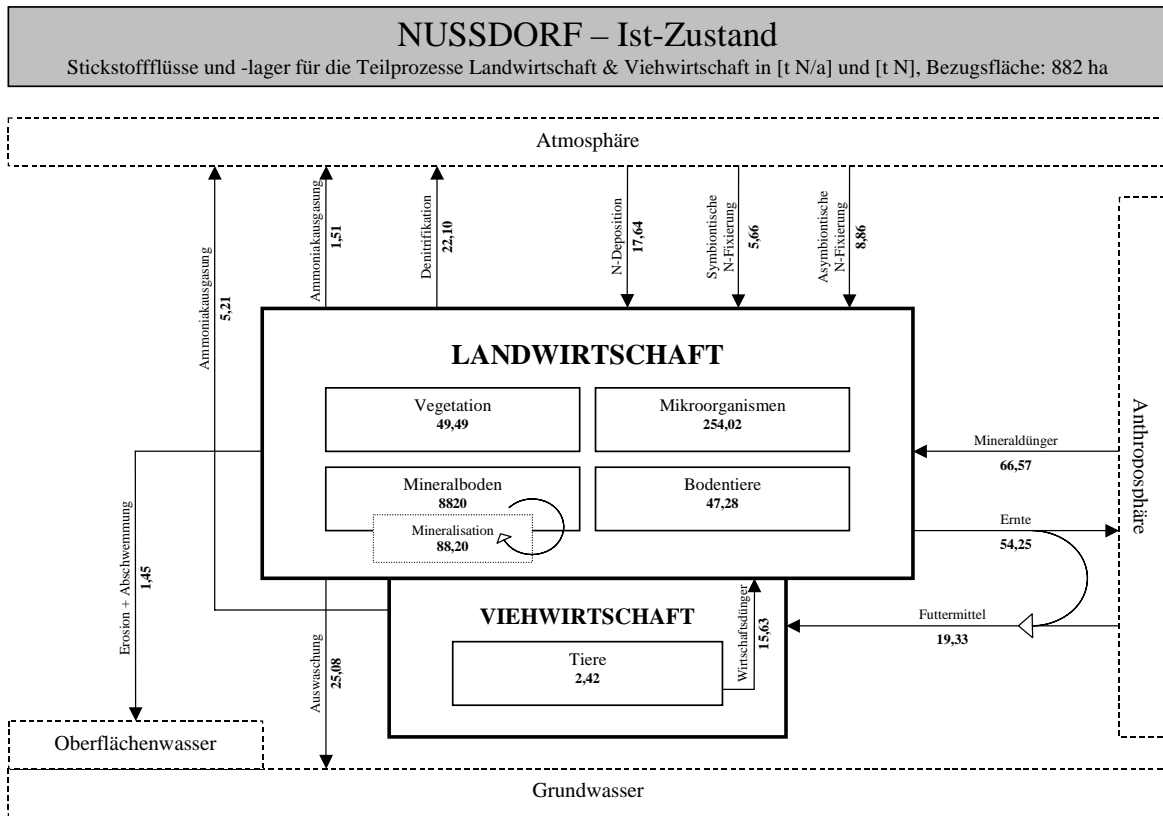 NUSSDORF – Ist-Zustand
Stickstoffflüsse und -lager für die Teilprozesse Landwirtschaft & Viehwirtschaft in [t N/a] und [t N], Bezugsfläche: 882 ha
Atmosphäre
Ammoniakausgasung
5,21
Ammoniakausgasung
1,51
Denitrifikation
22,10
N-Deposition
17,64
Symbiontische
N-Fixierung
5,66
Asymbiontische
N-Fixierung
8,86
LANDWIRTSCHAFT
Vegetation
49,49
Mikroorganismen
254,02
Mineralboden
8820
Mineralisation
88,20
Bodentiere
47,28
Anthroposphäre
Mineraldünger
66,57
Ernte
54,25
Futtermittel
19,33
Erosion + Abschwemmung
1,45
Auswaschung
25,08
VIEHWIRTSCHAFT
Tiere
2,42
Wirtschaftsdünger
15,63
Oberflächenwasser
Grundwasser